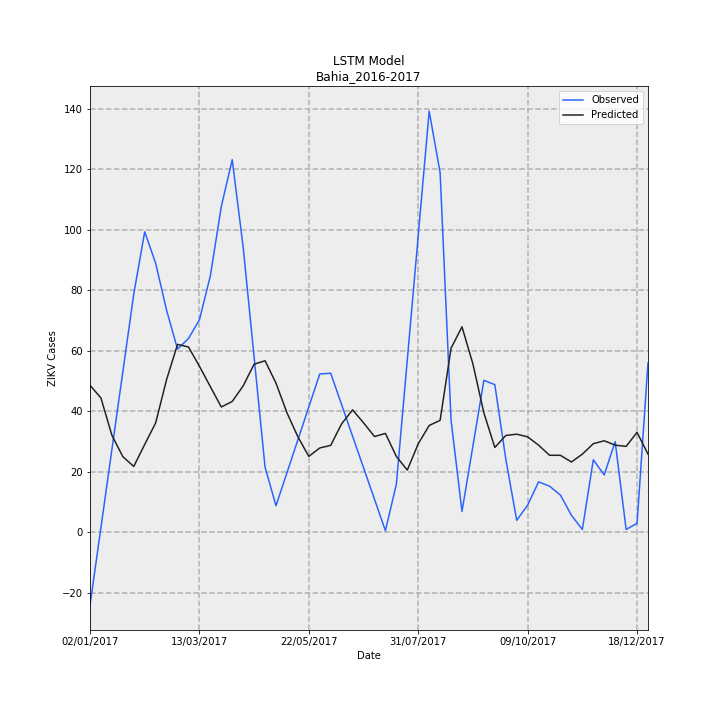 LSTM Model
Bahia_2016-2017
Observed
Predicted
ZIKV Cases
140
120
100
80
60
40
20
0
−20
02/01/2017
13/03/2017
22/05/2017
31/07/2017
09/10/2017
18/12/2017
Date